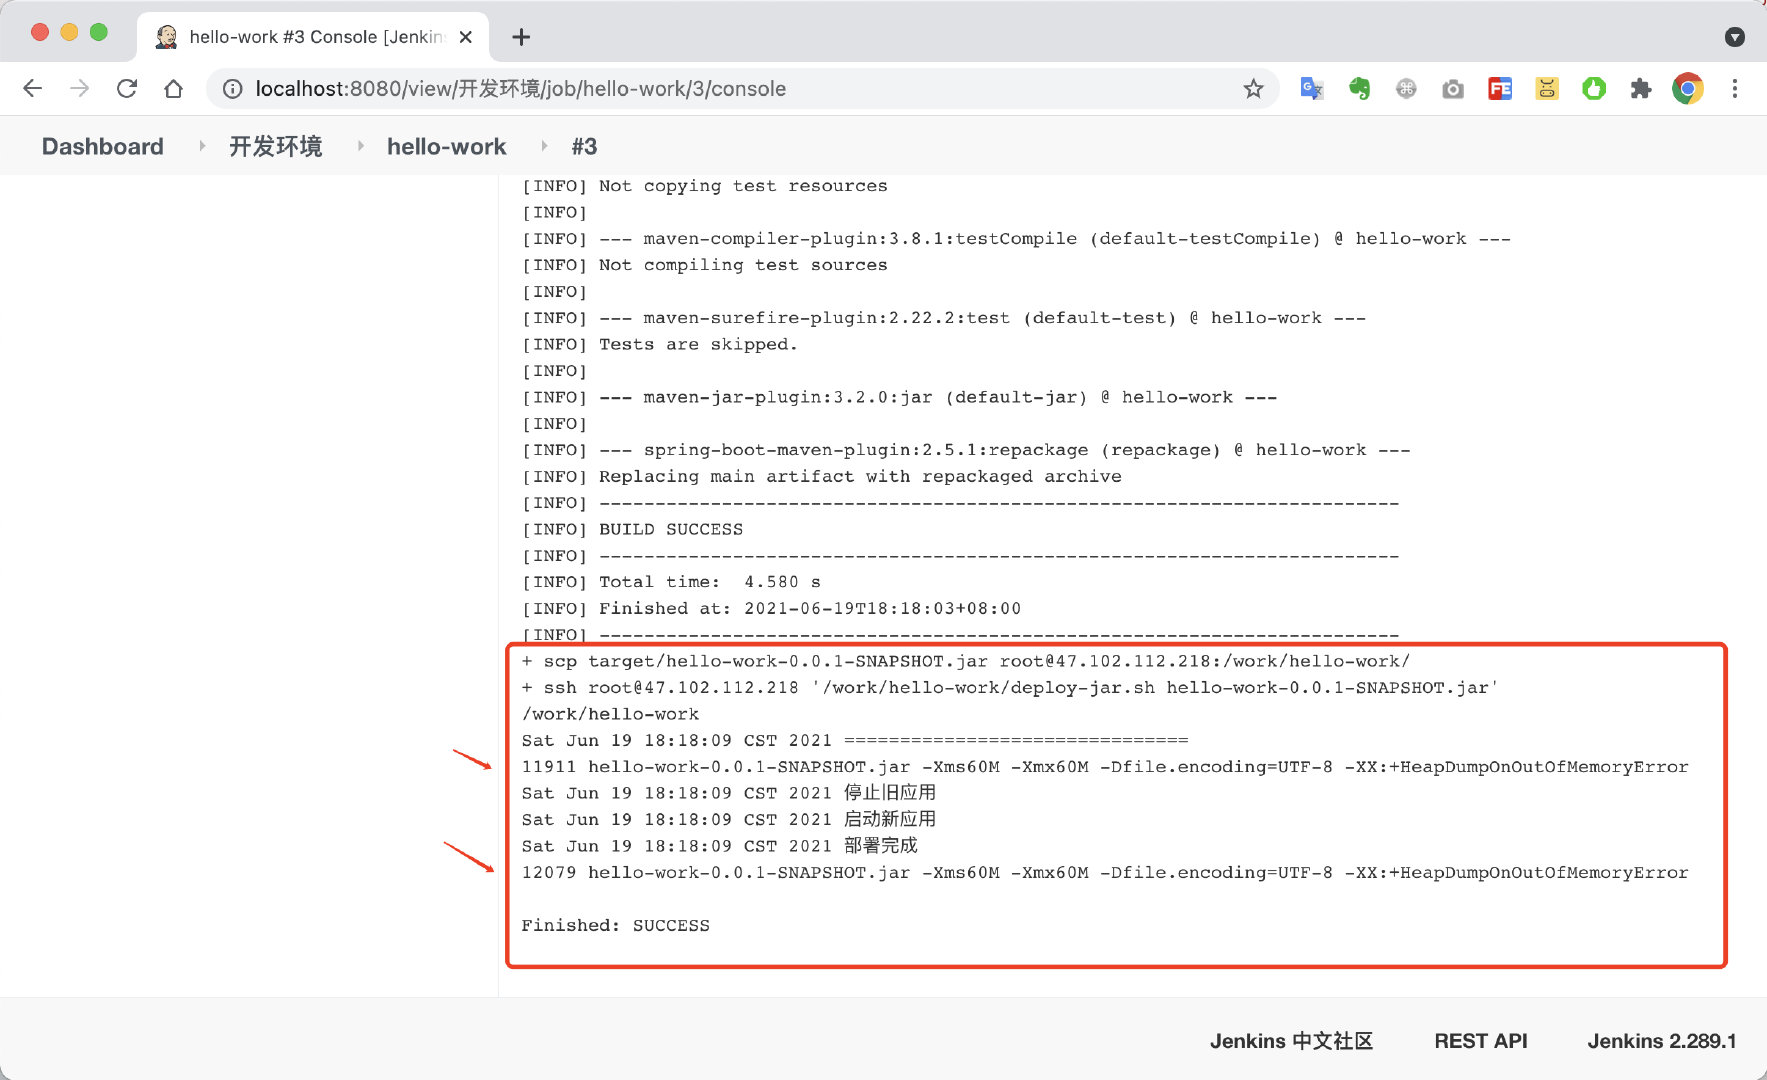 hello-work #3 Console [Jenkin
localhost:8080/view/开发环境/job/hello-work/3/console
Dashboard 开发环境 hello-work #3
[INFO] Not copying test resources
[INFO]
[INFO] --- maven-compiler-plugin:3.8.1:testCompile (default-testCompile) @ hello-work ---
[INFO] Not compiling test sources
[INFO]
[INFO] --- maven-surefire-plugin:2.22.2:test (default-test) @ hello-work ---
[INFO] Tests are skipped.
[INFO]
[INFO] --- maven-jar-plugin:3.2.0:jar (default-jar) @ hello-work ---
[INFO]
[INFO] --- spring-boot-maven-plugin:2.5.1:repackage (repackage) @ hello-work ---
[INFO] Replacing main artifact with repackaged archive
[INFO] ------------------------------------------------------------------------
[INFO] BUILD SUCCESS
[INFO] ------------------------------------------------------------------------
[INFO] Total time:  4.580 s
[INFO] Finished at: 2021-06-19T18:18:03+08:00
[INFO] ------------------------------------------------------------------------
+ scp target/hello-work-0.0.1-SNAPSHOT.jar root@47.102.112.218:/work/hello-work/
+ ssh root@47.102.112.218 '/work/hello-work/deploy-jar.sh hello-work-0.0.1-SNAPSHOT.jar'
/work/hello-work
Sat Jun 19 18:18:09 CST 2021 ===============================
11911 hello-work-0.0.1-SNAPSHOT.jar -Xms60M -Xmx60M -Dfile.encoding=UTF-8 -XX:+HeapDumpOnOutOfMemoryError
Sat Jun 19 18:18:09 CST 2021 停止旧应用
Sat Jun 19 18:18:09 CST 2021 启动新应用
Sat Jun 19 18:18:09 CST 2021 部署完成
12079 hello-work-0.0.1-SNAPSHOT.jar -Xms60M -Xmx60M -Dfile.encoding=UTF-8 -XX:+HeapDumpOnOutOfMemoryError
Finished: SUCCESS
Jenkins 中文社区 REST API Jenkins 2.289.1